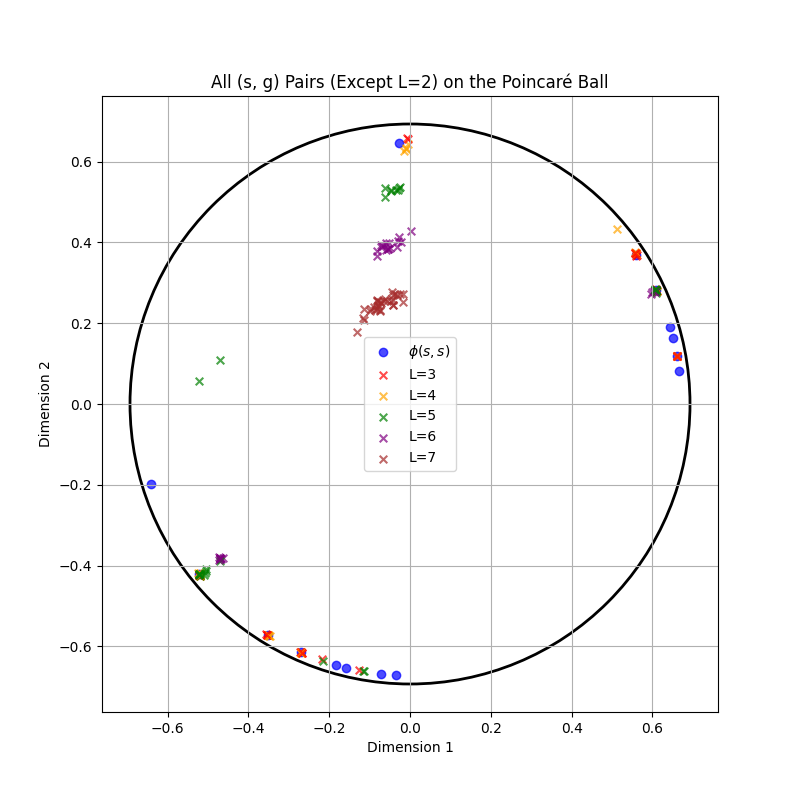 All (s, g) Pairs (Except L=2) on the Poincaré Ball
Dimension 2
0.6
0.4
0.2
0.0
−0.2
−0.4
−0.6
ϕ(s, s)
L=3
L=4
L=5
L=6
L=7
−0.6 −0.4 −0.2 0.0 0.2 0.4 0.6
Dimension 1